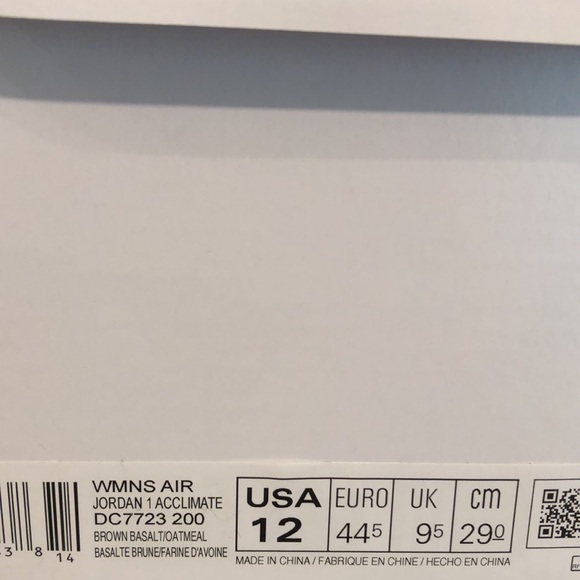 WMNS AIR
JORDAN 1 ACCLIMATE
DC7723 200
BROWN BASALT/OATMEAL
BASALTE BRUNE/FARINE D'AVOINE
3 8 14
USA EURO UK cm
12 44.5 9.5 29.0
MADE IN CHINA / FABRIQUE EN CHINE / HECHO EN CHINA